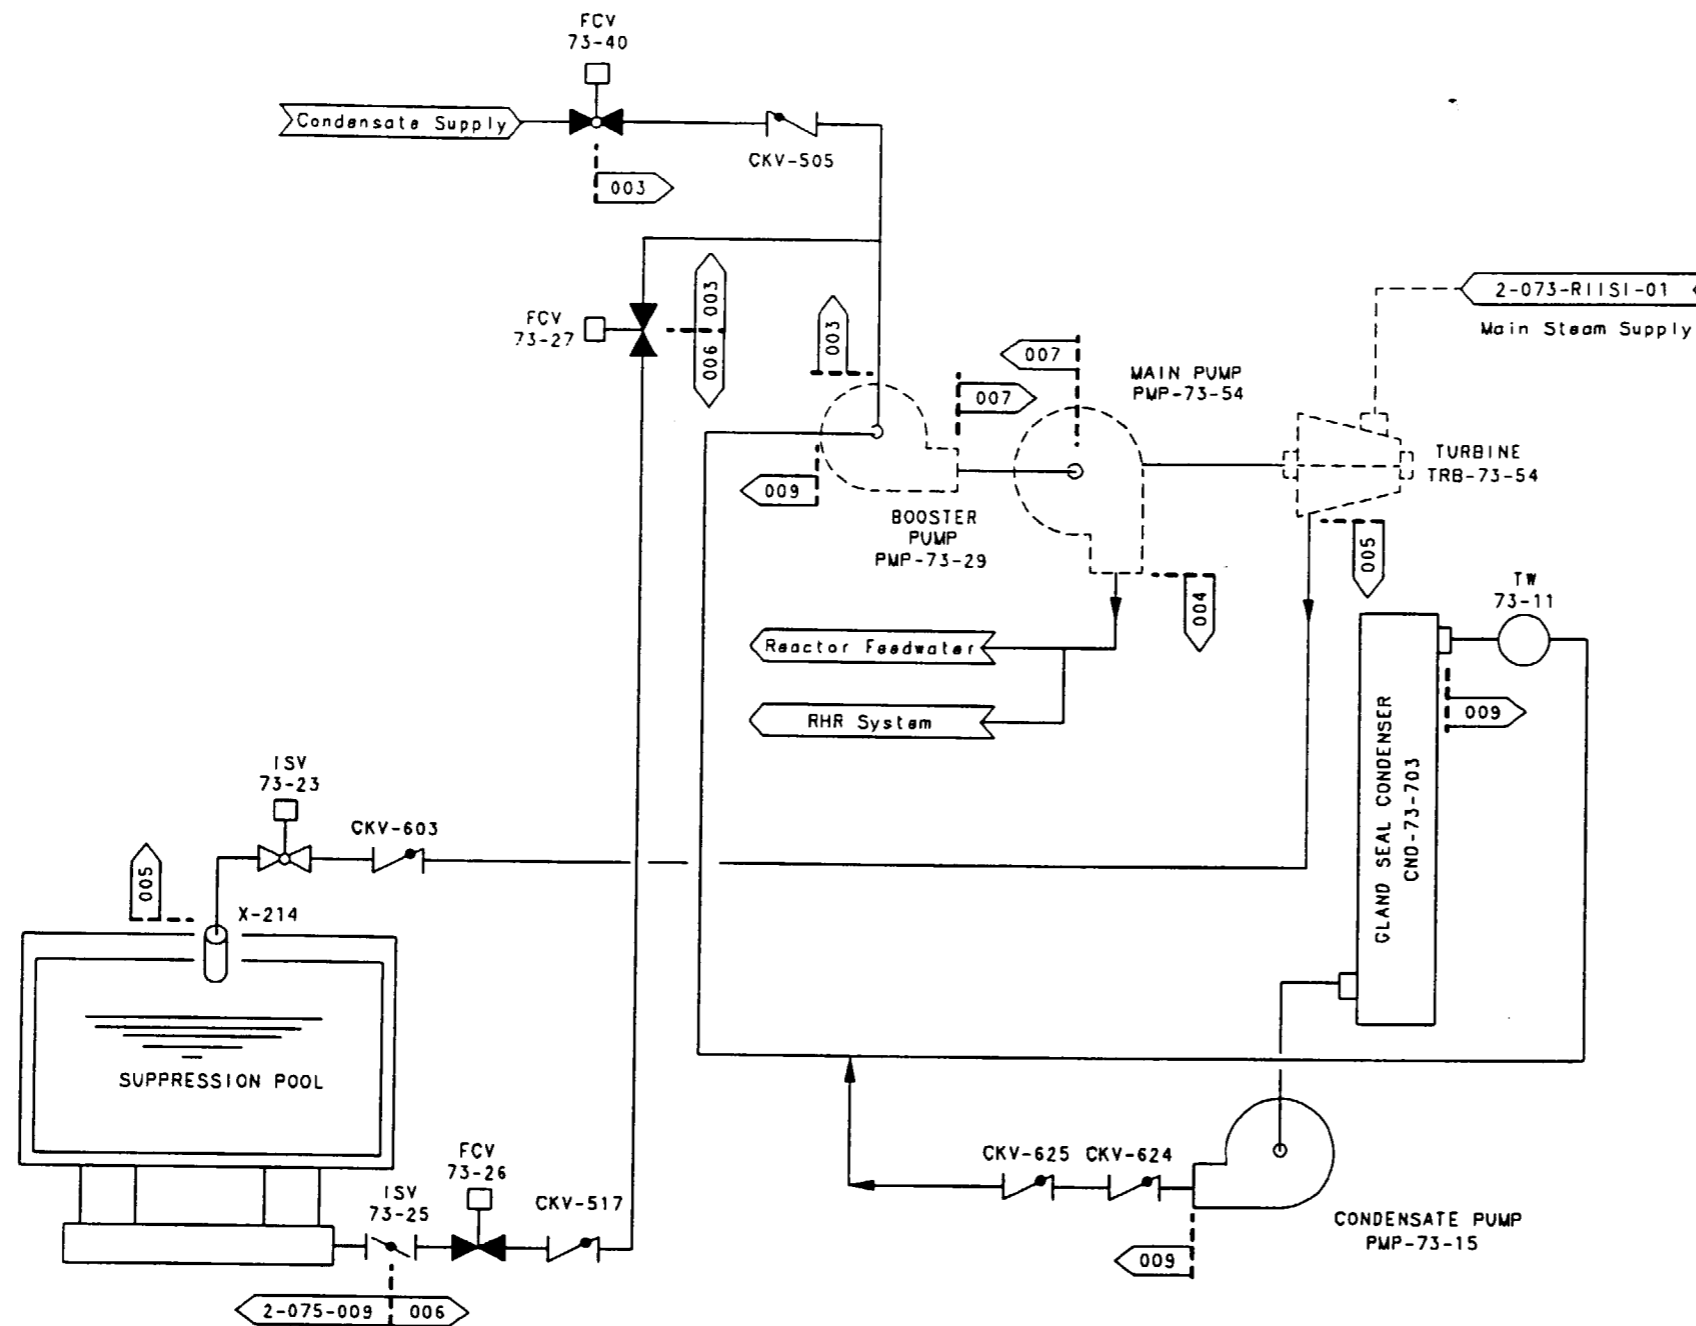 FCV
73-40
Condensate Supply
CKV-505
003
FCV
73-27
003
006
003
2-073-R11S1-01
Main Steam Supply
007
MAIN PUMP
PMP-73-54
007
TURBINE
TRB-73-54
009
BOOSTER
PUMP
PMP-73-29
005
004
TW
73-11
Reactor Feedwater
RHR System
009
GLAND SEAL CONDENSER
CND-73-703
ISV
73-23
CKV-603
005
X-214
SUPPRESSION POOL
FCV
73-26
ISV
73-25
CKV-517
CKV-625
CKV-624
CONDENSATE PUMP
PMP-73-15
009
2-075-009
006